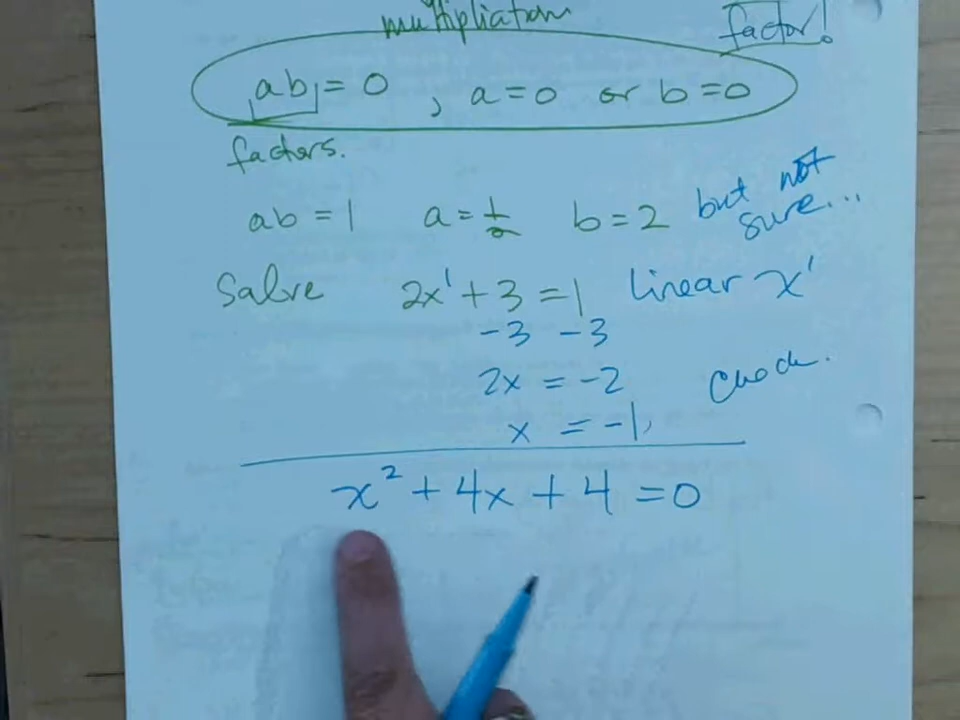 multipliation
factor!
ab = 0 , a = 0 or b = 0
factors.
ab = 1 a = 1/2 b = 2 but not sure...
Solve 2x¹ + 3 = 1 linear x¹
-3 -3
2x = -2 Check.
x = -1,
x² + 4x + 4 = 0